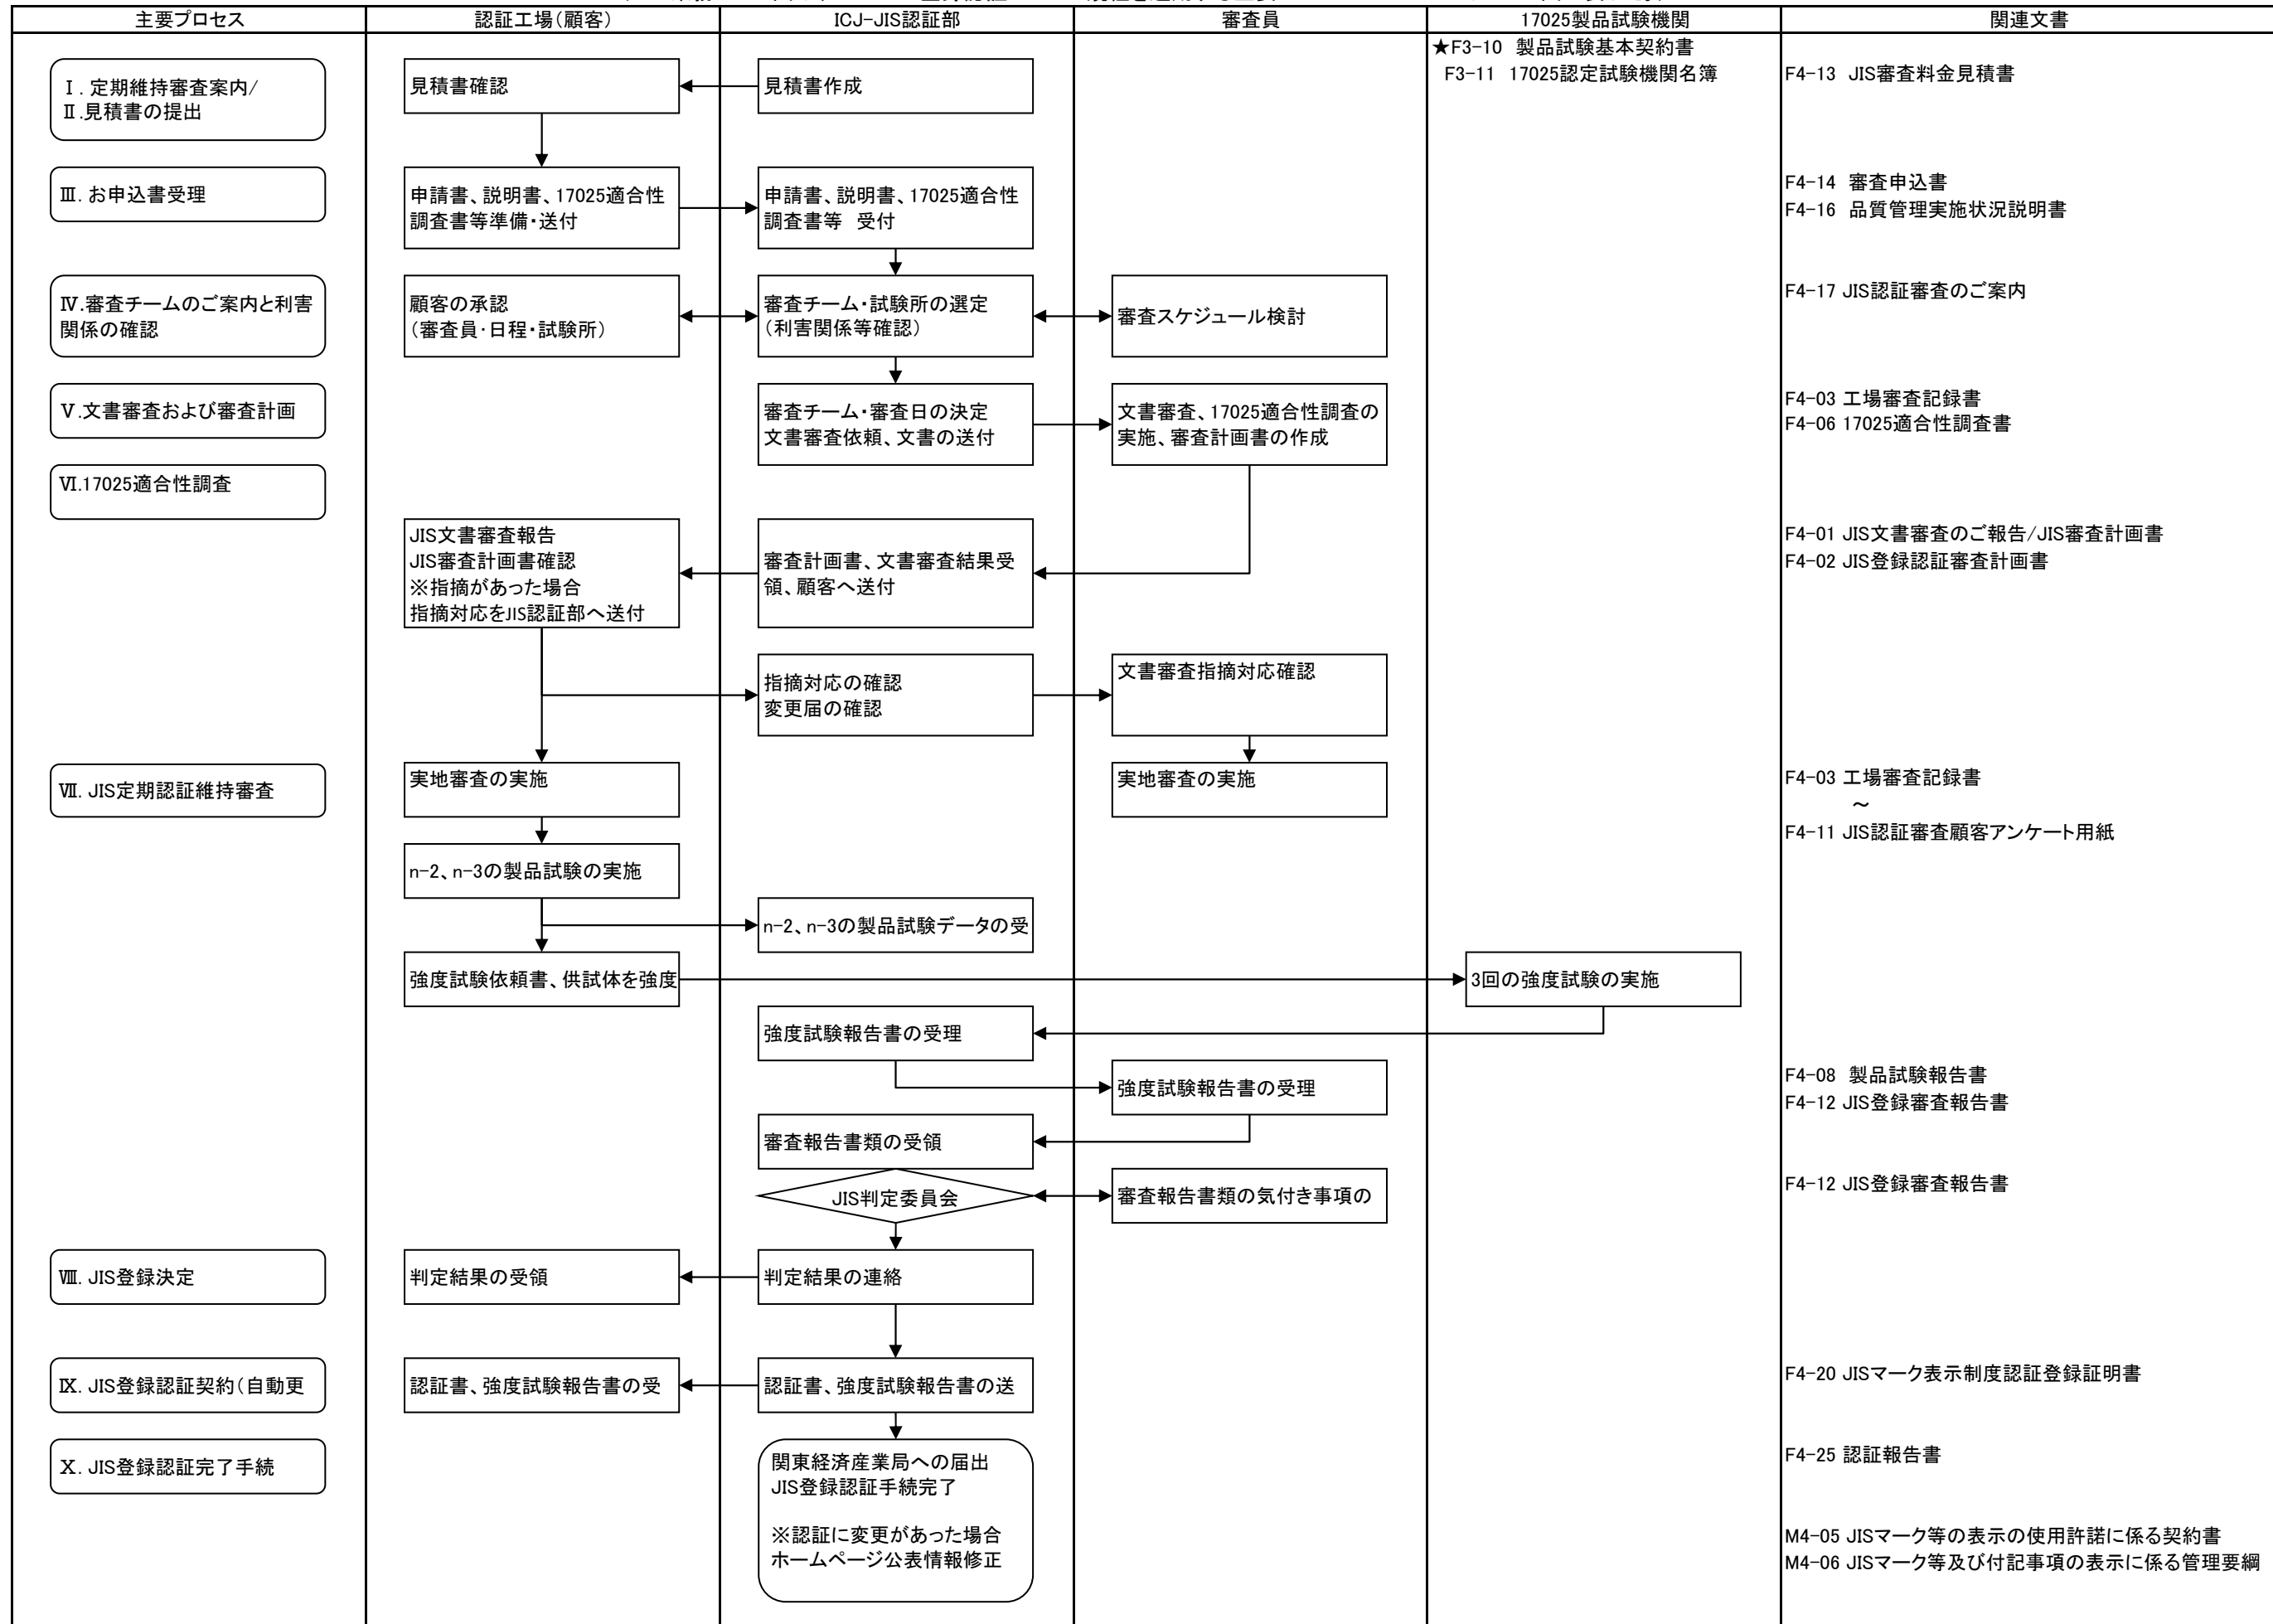 主要プロセス
認証工場（顧客）
ICJ-JIS認証部
審査員
17025製品試験機関
関連文書
★F3-10 製品試験基本契約書
F3-11 17025認定試験機関名簿
Ⅰ. 定期維持審査案内/
Ⅱ.見積書の提出
見積書確認
見積書作成
F4-13 JIS審査料金見積書
Ⅲ. お申込書受理
申請書、説明書、17025適合性
調査書等準備・送付
申請書、説明書、17025適合性
調査書等 受付
F4-14 審査申込書
F4-16 品質管理実施状況説明書
Ⅳ.審査チームのご案内と利害
関係の確認
顧客の承認
（審査員・日程・試験所）
審査チーム・試験所の選定
（利害関係等確認）
審査スケジュール検討
F4-17 JIS認証審査のご案内
Ⅴ.文書審査および審査計画
審査チーム・審査日の決定
文書審査依頼、文書の送付
文書審査、17025適合性調査の
実施、審査計画書の作成
F4-03 工場審査記録書
F4-06 17025適合性調査書
Ⅵ.17025適合性調査
JIS文書審査報告
JIS審査計画書確認
※指摘があった場合
指摘対応をJIS認証部へ送付
審査計画書、文書審査結果受
領、顧客へ送付
F4-01 JIS文書審査のご報告/JIS審査計画書
F4-02 JIS登録認証審査計画書
指摘対応の確認
変更届の確認
文書審査指摘対応確認
Ⅶ. JIS定期認証維持審査
実地審査の実施
実地審査の実施
F4-03 工場審査記録書
～
F4-11 JIS認証審査顧客アンケート用紙
n-2、n-3の製品試験の実施
n-2、n-3の製品試験データの受
強度試験依頼書、供試体を強度
3回の強度試験の実施
強度試験報告書の受理
強度試験報告書の受理
F4-08 製品試験報告書
F4-12 JIS登録審査報告書
審査報告書類の受領
JIS判定委員会
審査報告書類の気付き事項の
F4-12 JIS登録審査報告書
Ⅷ. JIS登録決定
判定結果の受領
判定結果の連絡
Ⅸ. JIS登録認証契約（自動更
認証書、強度試験報告書の受
認証書、強度試験報告書の送
F4-20 JISマーク表示制度認証登録証明書
Ⅹ. JIS登録認証完了手続
関東経済産業局への届出
JIS登録認証手続完了
※認証に変更があった場合
ホームページ公表情報修正
F4-25 認証報告書
M4-05 JISマーク等の表示の使用許諾に係る契約書
M4-06 JISマーク等及び付記事項の表示に係る管理要綱